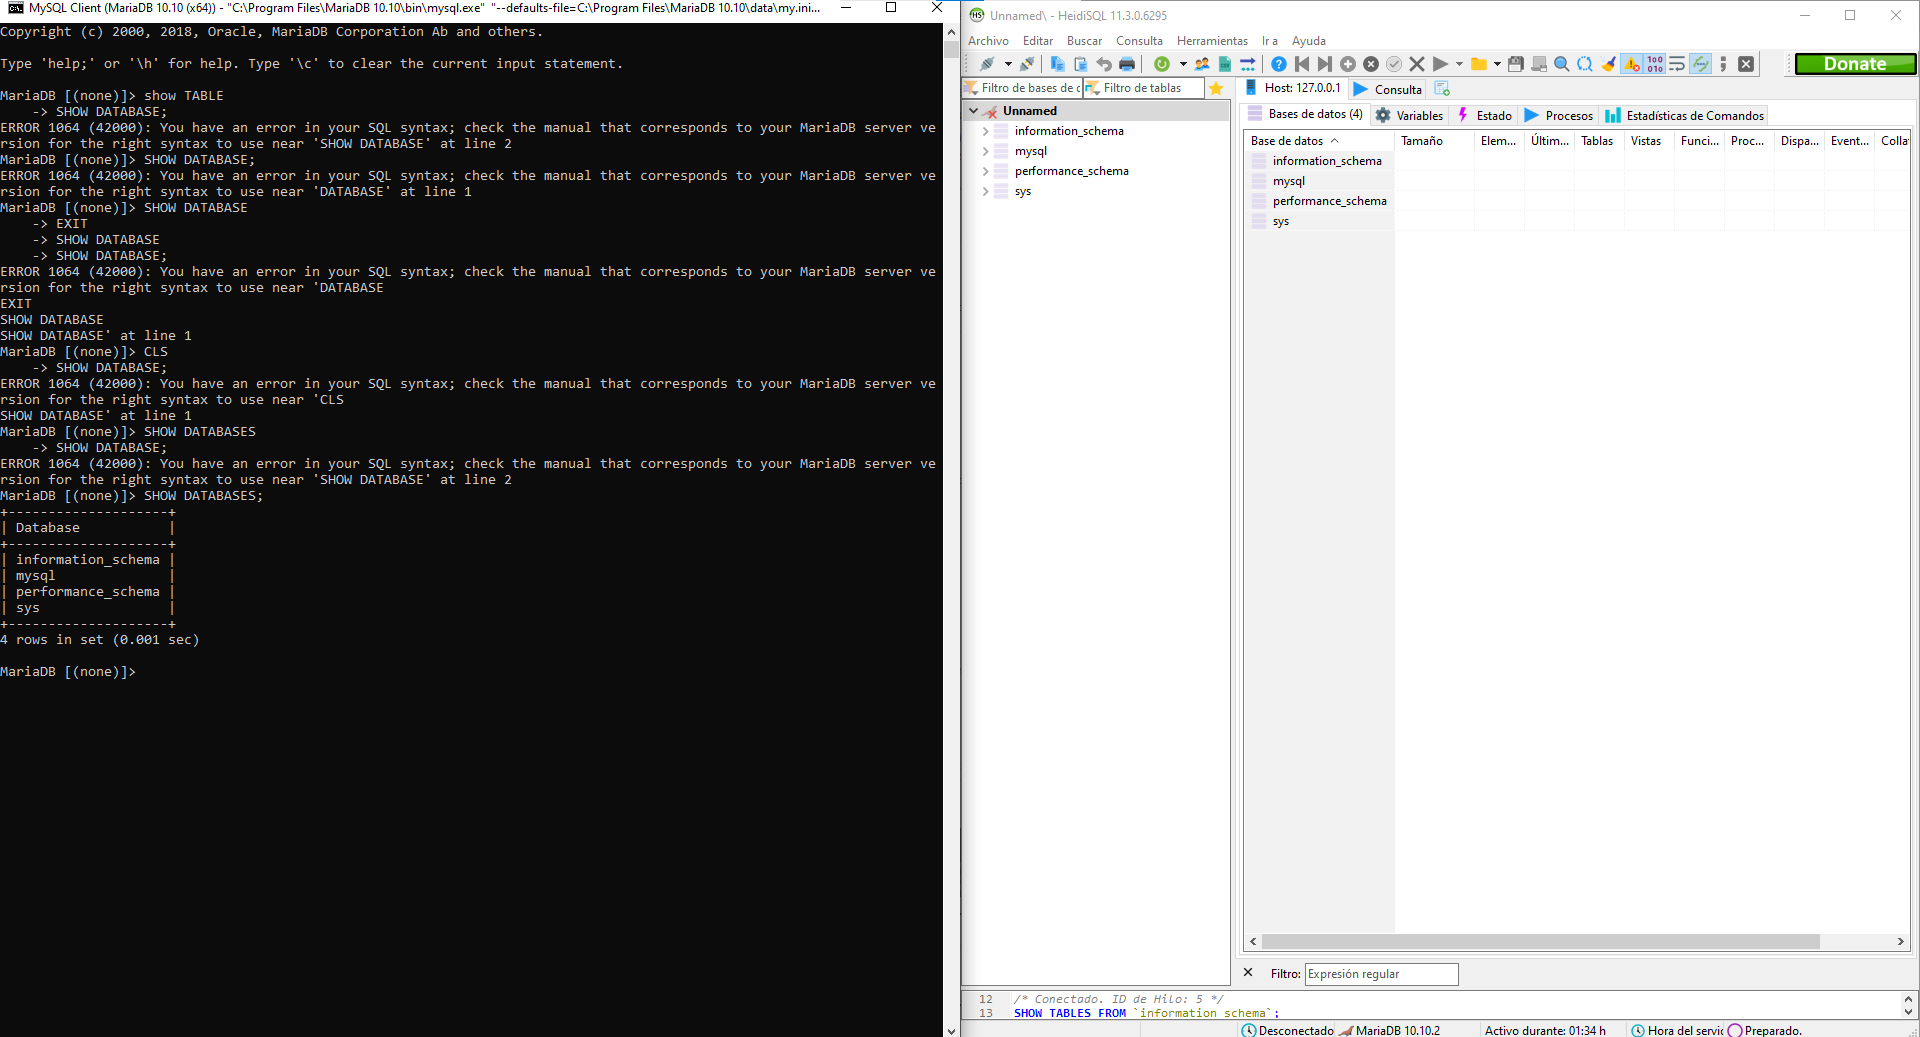 MySQL Client (MariaDB 10.10 (x64)) - "C:\Program Files\MariaDB 10.10\bin\mysql.exe" "--defaults-file=C:\Program Files\MariaDB 10.10\data\my.ini...
Copyright (c) 2000, 2018, Oracle, MariaDB Corporation Ab and others.
Type 'help;' or '\h' for help. Type '\c' to clear the current input statement.
MariaDB [(none)]> show TABLE
-> SHOW DATABASE;
ERROR 1064 (42000): You have an error in your SQL syntax; check the manual that corresponds to your MariaDB server ve
rsion for the right syntax to use near 'SHOW DATABASE' at line 2
MariaDB [(none)]> SHOW DATABASE;
ERROR 1064 (42000): You have an error in your SQL syntax; check the manual that corresponds to your MariaDB server ve
rsion for the right syntax to use near 'DATABASE' at line 1
MariaDB [(none)]> SHOW DATABASE
-> EXIT
-> SHOW DATABASE
-> SHOW DATABASE;
ERROR 1064 (42000): You have an error in your SQL syntax; check the manual that corresponds to your MariaDB server ve
rsion for the right syntax to use near 'DATABASE
EXIT
SHOW DATABASE
SHOW DATABASE' at line 1
MariaDB [(none)]> CLS
-> SHOW DATABASE;
ERROR 1064 (42000): You have an error in your SQL syntax; check the manual that corresponds to your MariaDB server ve
rsion for the right syntax to use near 'CLS
SHOW DATABASE' at line 1
MariaDB [(none)]> SHOW DATABASES
-> SHOW DATABASE;
ERROR 1064 (42000): You have an error in your SQL syntax; check the manual that corresponds to your MariaDB server ve
rsion for the right syntax to use near 'SHOW DATABASE' at line 2
MariaDB [(none)]> SHOW DATABASES;
+--------------------+
| Database           |
+--------------------+
| information_schema |
| mysql              |
| performance_schema |
| sys                |
+--------------------+
4 rows in set (0.001 sec)
MariaDB [(none)]>
Unnamed\ - HeidiSQL 11.3.0.6295
Archivo Editar Buscar Consulta Herramientas Ir a Ayuda
Donate
Filtro de bases de c Filtro de tablas
Unnamed
information_schema
mysql
performance_schema
sys
Host: 127.0.0.1 Consulta
Bases de datos (4) Variables Estado Procesos Estadísticas de Comandos
Base de datos Tamaño Elem... Últim... Tablas Vistas Funci... Proc... Dispa... Event... Colla
information_schema
mysql
performance_schema
sys
Filtro: Expresión regular
12 /* Conectado. ID de Hilo: 5 */
13 SHOW TABLES FROM `information_schema`;
Desconectado MariaDB 10.10.2 Activo durante: 01:34 h Hora del servic Preparado.